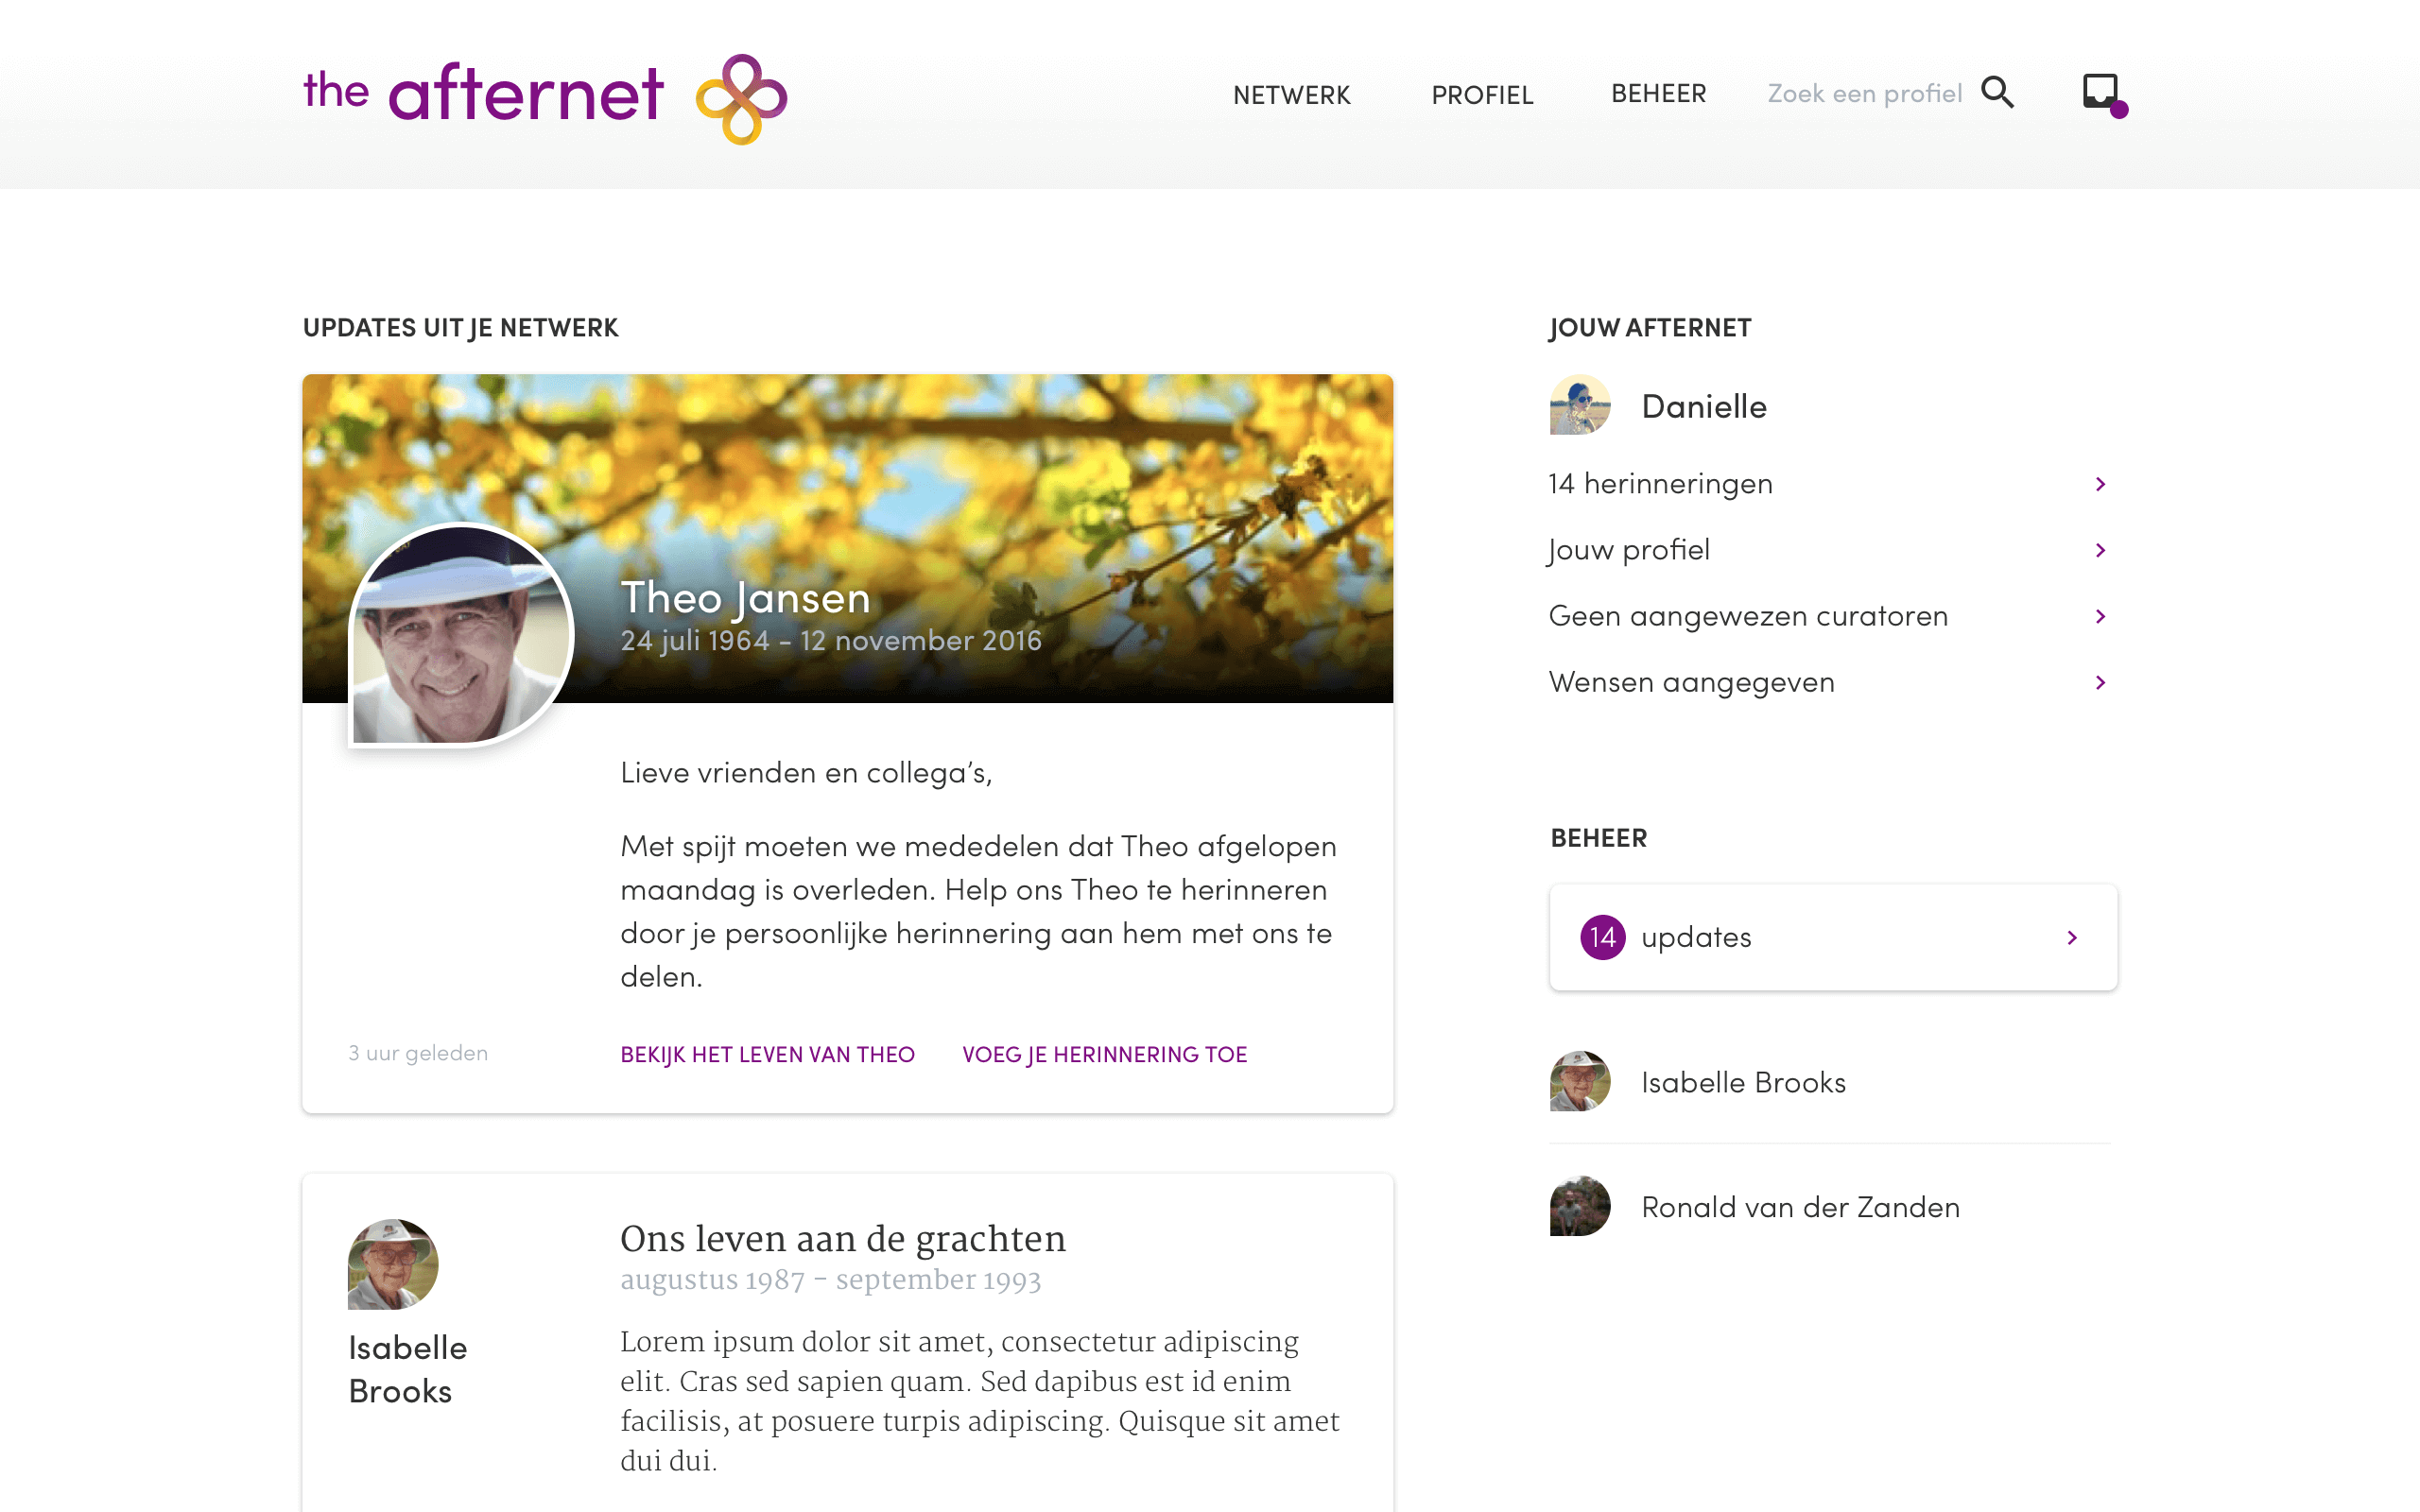 the afternet
NETWERK PROFIEL BEHEER Zoek een profiel
UPDATES UIT JE NETWERK
Theo Jansen
24 juli 1964 - 12 november 2016
Lieve vrienden en collega’s,
Met spijt moeten we mededelen dat Theo afgelopen
maandag is overleden. Help ons Theo te herinneren
door je persoonlijke herinnering aan hem met ons te
delen.
3 uur geleden
BEKIJK HET LEVEN VAN THEO VOEG JE HERINNERING TOE
Isabelle
Brooks
Ons leven aan de grachten
augustus 1987 – september 1993
Lorem ipsum dolor sit amet, consectetur adipiscing
elit. Cras sed sapien quam. Sed dapibus est id enim
facilisis, at posuere turpis adipiscing. Quisque sit amet
dui dui.
JOUW AFTERNET
Danielle
14 herinneringen
Jouw profiel
Geen aangewezen curatoren
Wensen aangegeven
BEHEER
14 updates
Isabelle Brooks
Ronald van der Zanden